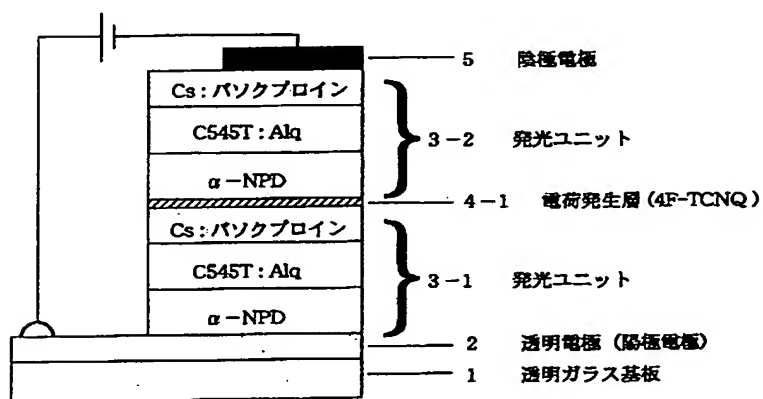 5 陰極電極
Cs:バソクプロイン
C545T:Alq
3-2 発光ユニット
α-NPD
4-1 電荷発生層(4F-TCNQ)
Cs:バソクプロイン
C545T:Alq
3-1 発光ユニット
α-NPD
2 透明電極(陽極電極)
1 透明ガラス基板